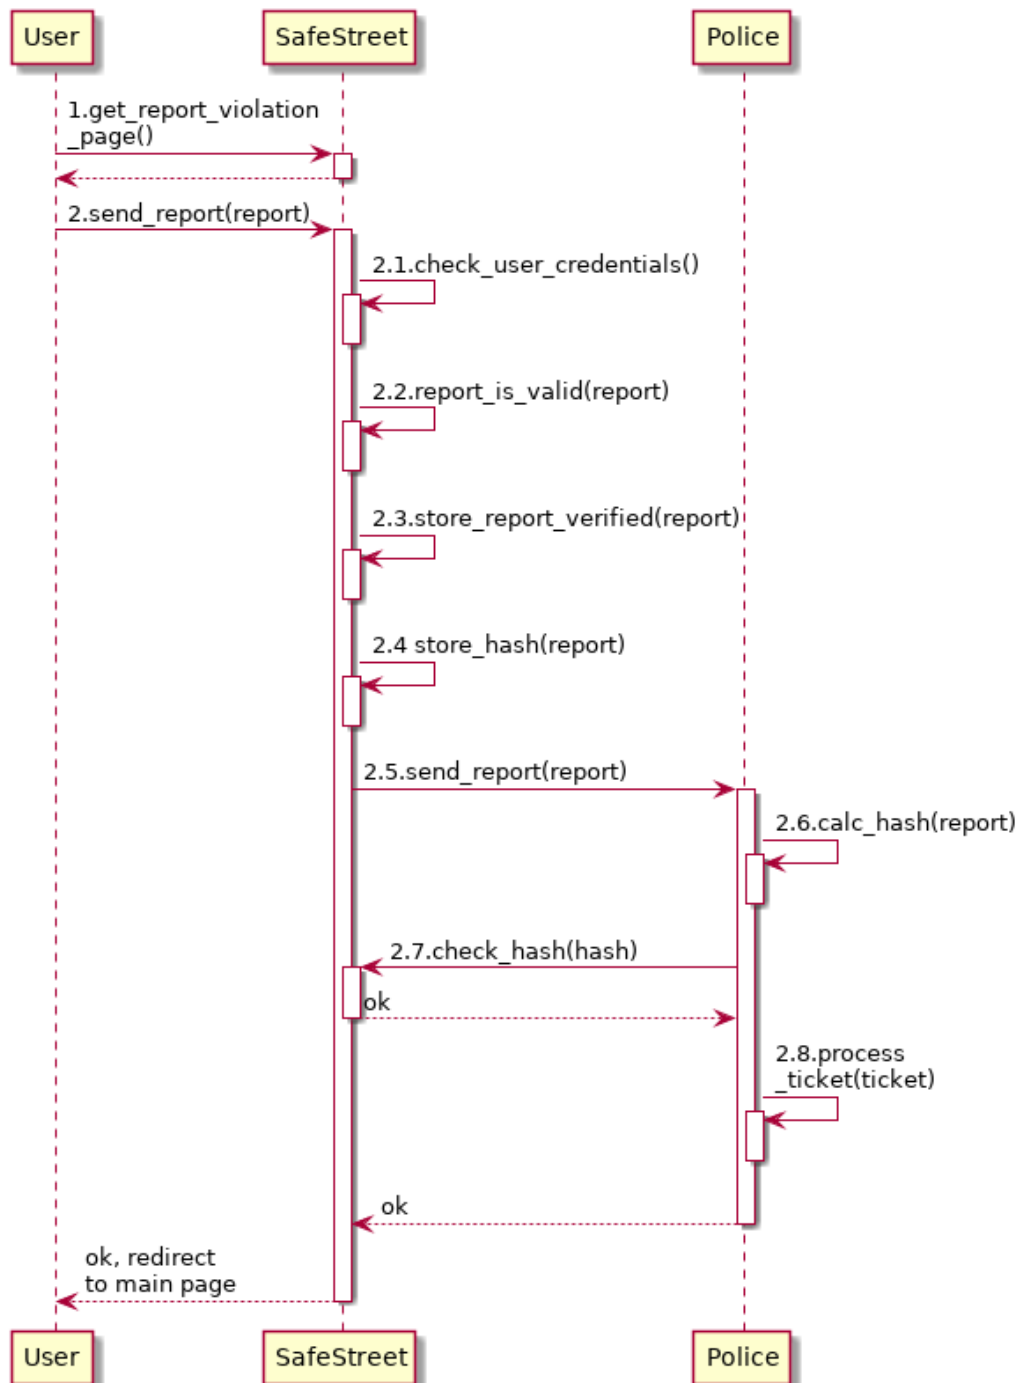 User
SafeStreet
Police
1.get_report_violation
_page()
2.send_report(report)
2.1.check_user_credentials()
2.2.report_is_valid(report)
2.3.store_report_verified(report)
2.4 store_hash(report)
2.5.send_report(report)
2.6.calc_hash(report)
2.7.check_hash(hash)
ok
2.8.process
_ticket(ticket)
ok
ok, redirect
to main page
User
SafeStreet
Police